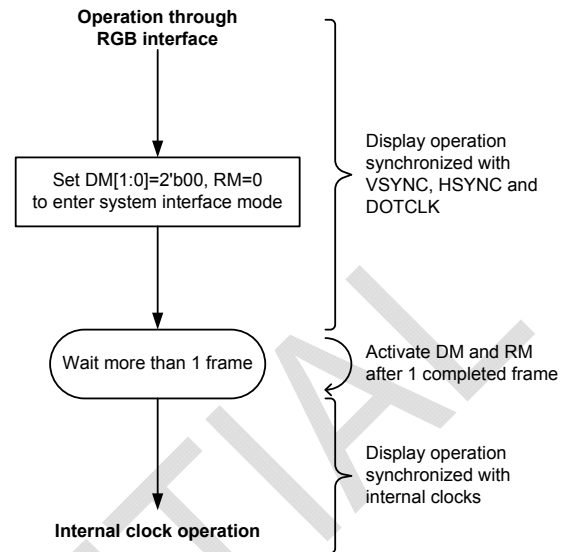 Operation through
RGB interface
Display operation
synchronized with
VSYNC, HSYNC and
DOTCLK
Set DM[1:0]=2'b00, RM=0
to enter system interface mode
Wait more than 1 frame
Activate DM and RM
after 1 completed frame
Display operation
synchronized with
internal clocks
Internal clock operation
TIAL